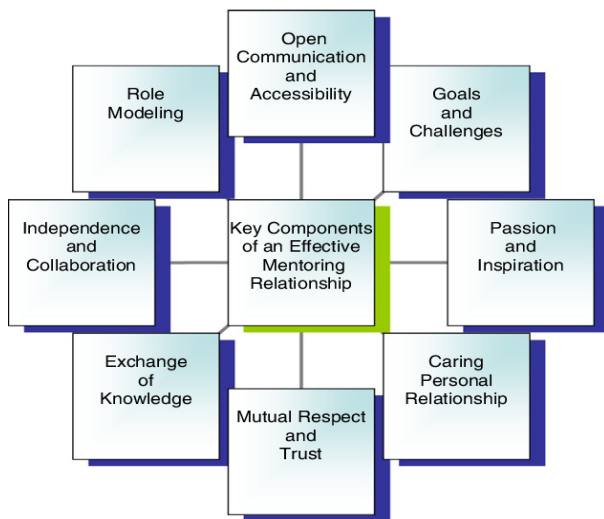 Open
Communication
and
Accessibility
Role
Modeling
Goals
and
Challenges
Independence
and
Collaboration
Key Components
of an Effective
Mentoring
Relationship
Passion
and
Inspiration
Exchange
of
Knowledge
Mutual Respect
and
Trust
Caring
Personal
Relationship